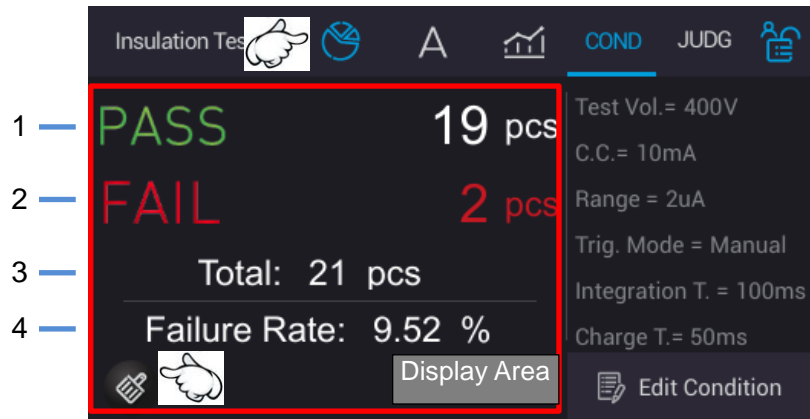 Insulation Tes
A
COND
JUDG
1
PASS 19 pcs
2
FAIL 2 pcs
3
Total: 21 pcs
4
Failure Rate: 9.52 %
Display Area
Test Vol.= 400V
C.C.= 10mA
Range = 2uA
Trig. Mode = Manual
Integration T. = 100ms
Charge T.= 50ms
Edit Condition